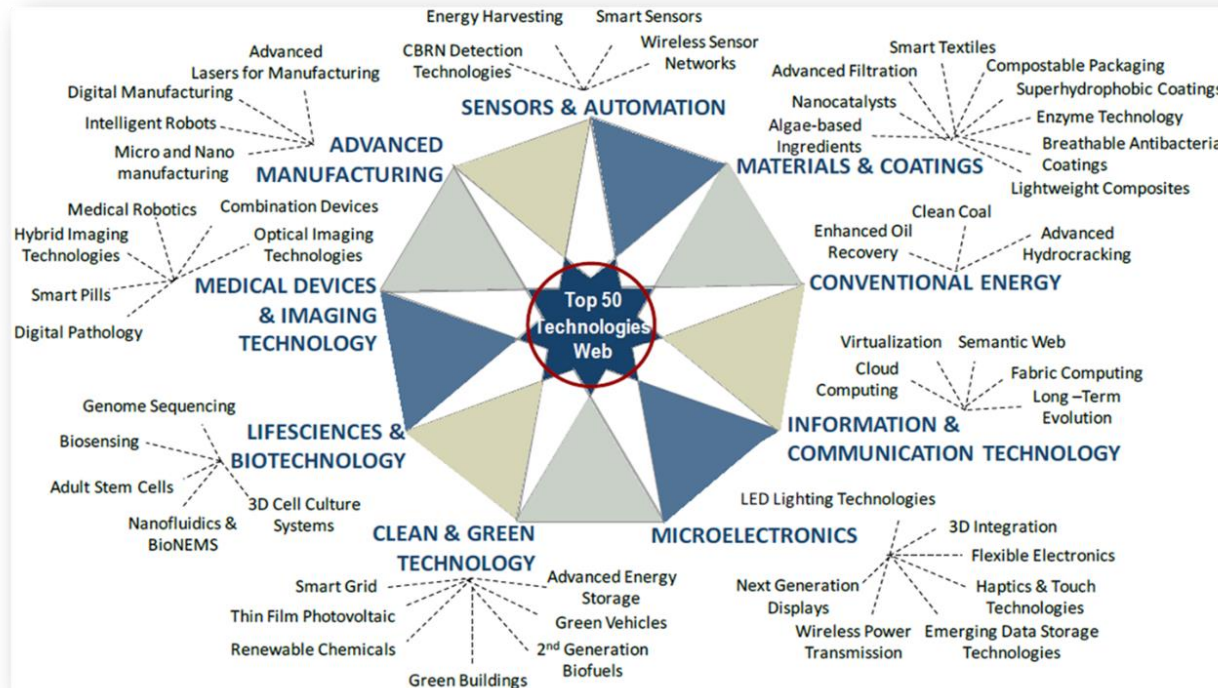 Energy Harvesting
Smart Sensors
CBRN Detection
Technologies
Wireless Sensor
Networks
SENSORS & AUTOMATION
Advanced
Lasers for Manufacturing
Digital Manufacturing
Intelligent Robots
Micro and Nano
manufacturing
ADVANCED
MANUFACTURING
Smart Textiles
Advanced Filtration
Compostable Packaging
Superhydrophobic Coatings
Nanocatalysts
Enzyme Technology
Algae-based
Ingredients
Breathable Antibacteria
Coatings
Lightweight Composites
MATERIALS & COATINGS
Medical Robotics
Combination Devices
Hybrid Imaging
Technologies
Optical Imaging
Technologies
Smart Pills
Digital Pathology
MEDICAL DEVICES
& IMAGING
TECHNOLOGY
Clean Coal
Enhanced Oil
Recovery
Advanced
Hydrocracking
CONVENTIONAL ENERGY
Top 50
Technologies
Web
Virtualization
Semantic Web
Cloud
Computing
Fabric Computing
Long –Term
Evolution
INFORMATION &
COMMUNICATION TECHNOLOGY
Genome Sequencing
Biosensing
Adult Stem Cells
Nanofluidics &
BioNEMS
3D Cell Culture
Systems
LIFESCIENCES &
BIOTECHNOLOGY
CLEAN & GREEN
TECHNOLOGY
Smart Grid
Thin Film Photovoltaic
Renewable Chemicals
Green Buildings
Advanced Energy
Storage
Green Vehicles
2nd Generation
Biofuels
MICROELECTRONICS
LED Lighting Technologies
3D Integration
Flexible Electronics
Next Generation
Displays
Haptics & Touch
Technologies
Wireless Power
Transmission
Emerging Data Storage
Technologies